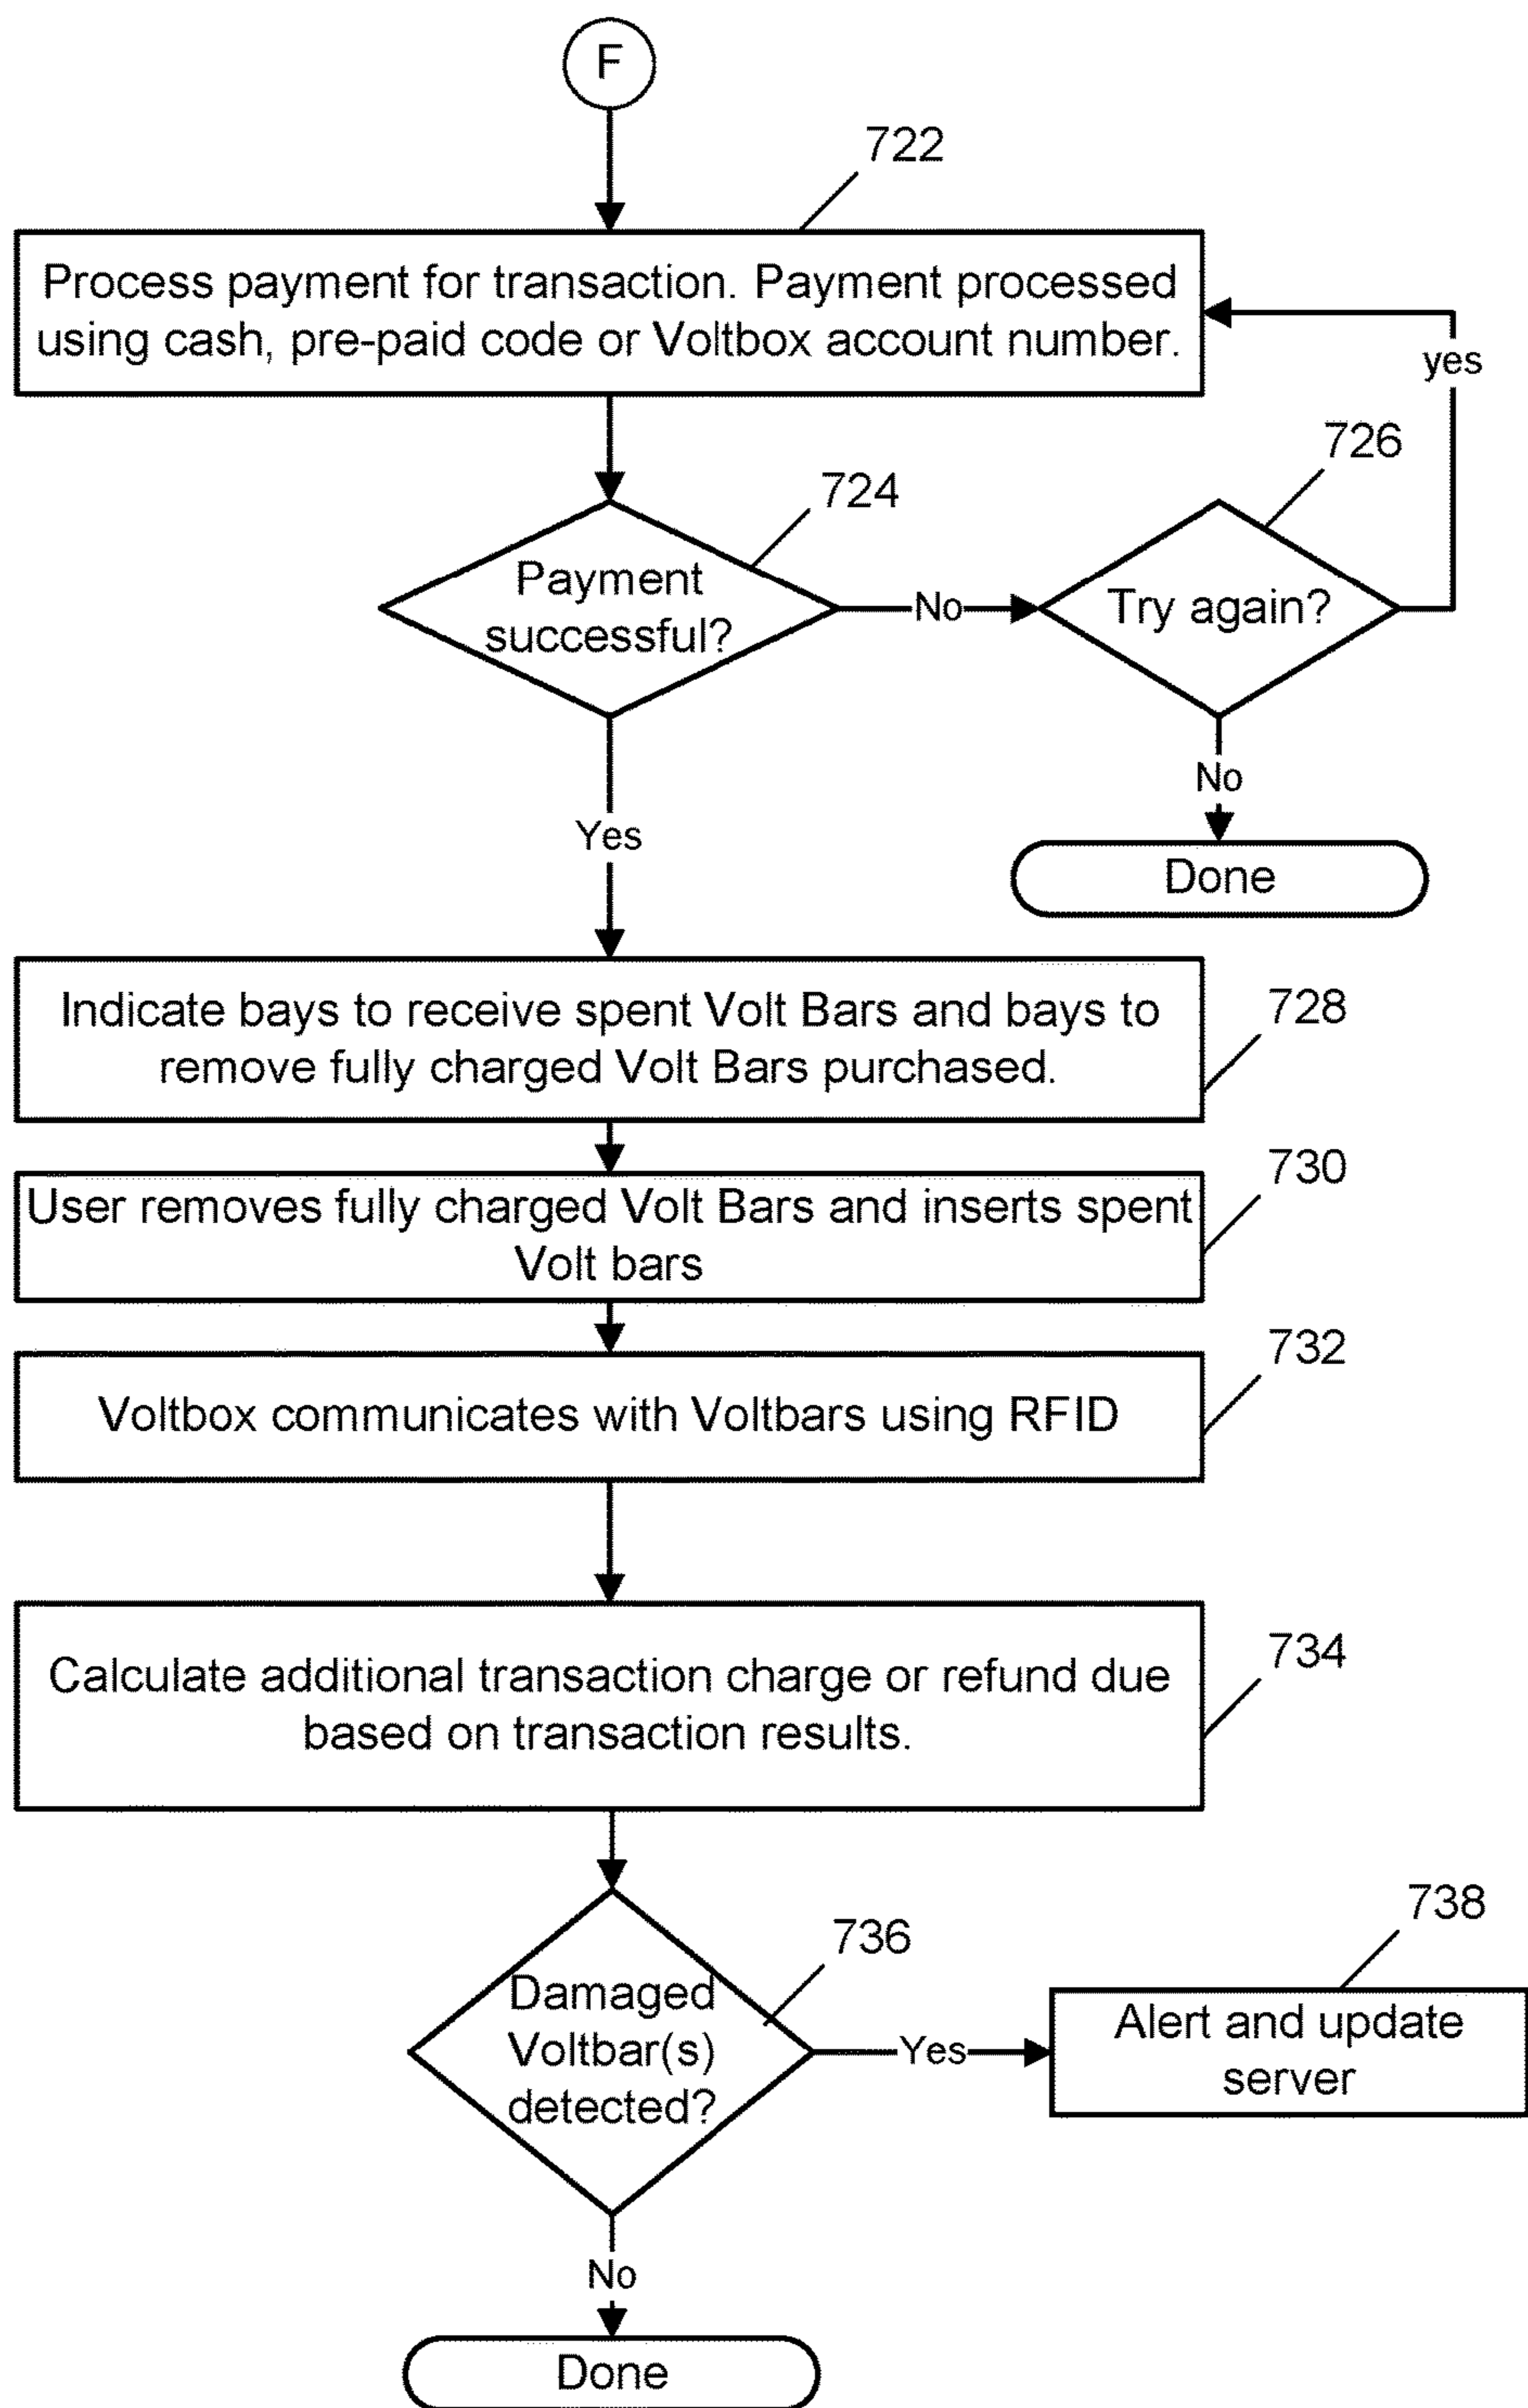 F
722
Process payment for transaction. Payment processed
using cash, pre-paid code or Voltbox account number.
yes
726
724
Payment
successful?
No
Try again?
No
Done
Yes
Indicate bays to receive spent Volt Bars and bays to
remove fully charged Volt Bars purchased.
728
User removes fully charged Volt Bars and inserts spent
Volt bars
730
Voltbox communicates with Voltbars using RFID
732
Calculate additional transaction charge or refund due
based on transaction results.
734
736
Damaged
Voltbar(s)
detected?
Yes
738
Alert and update
server
No
Done